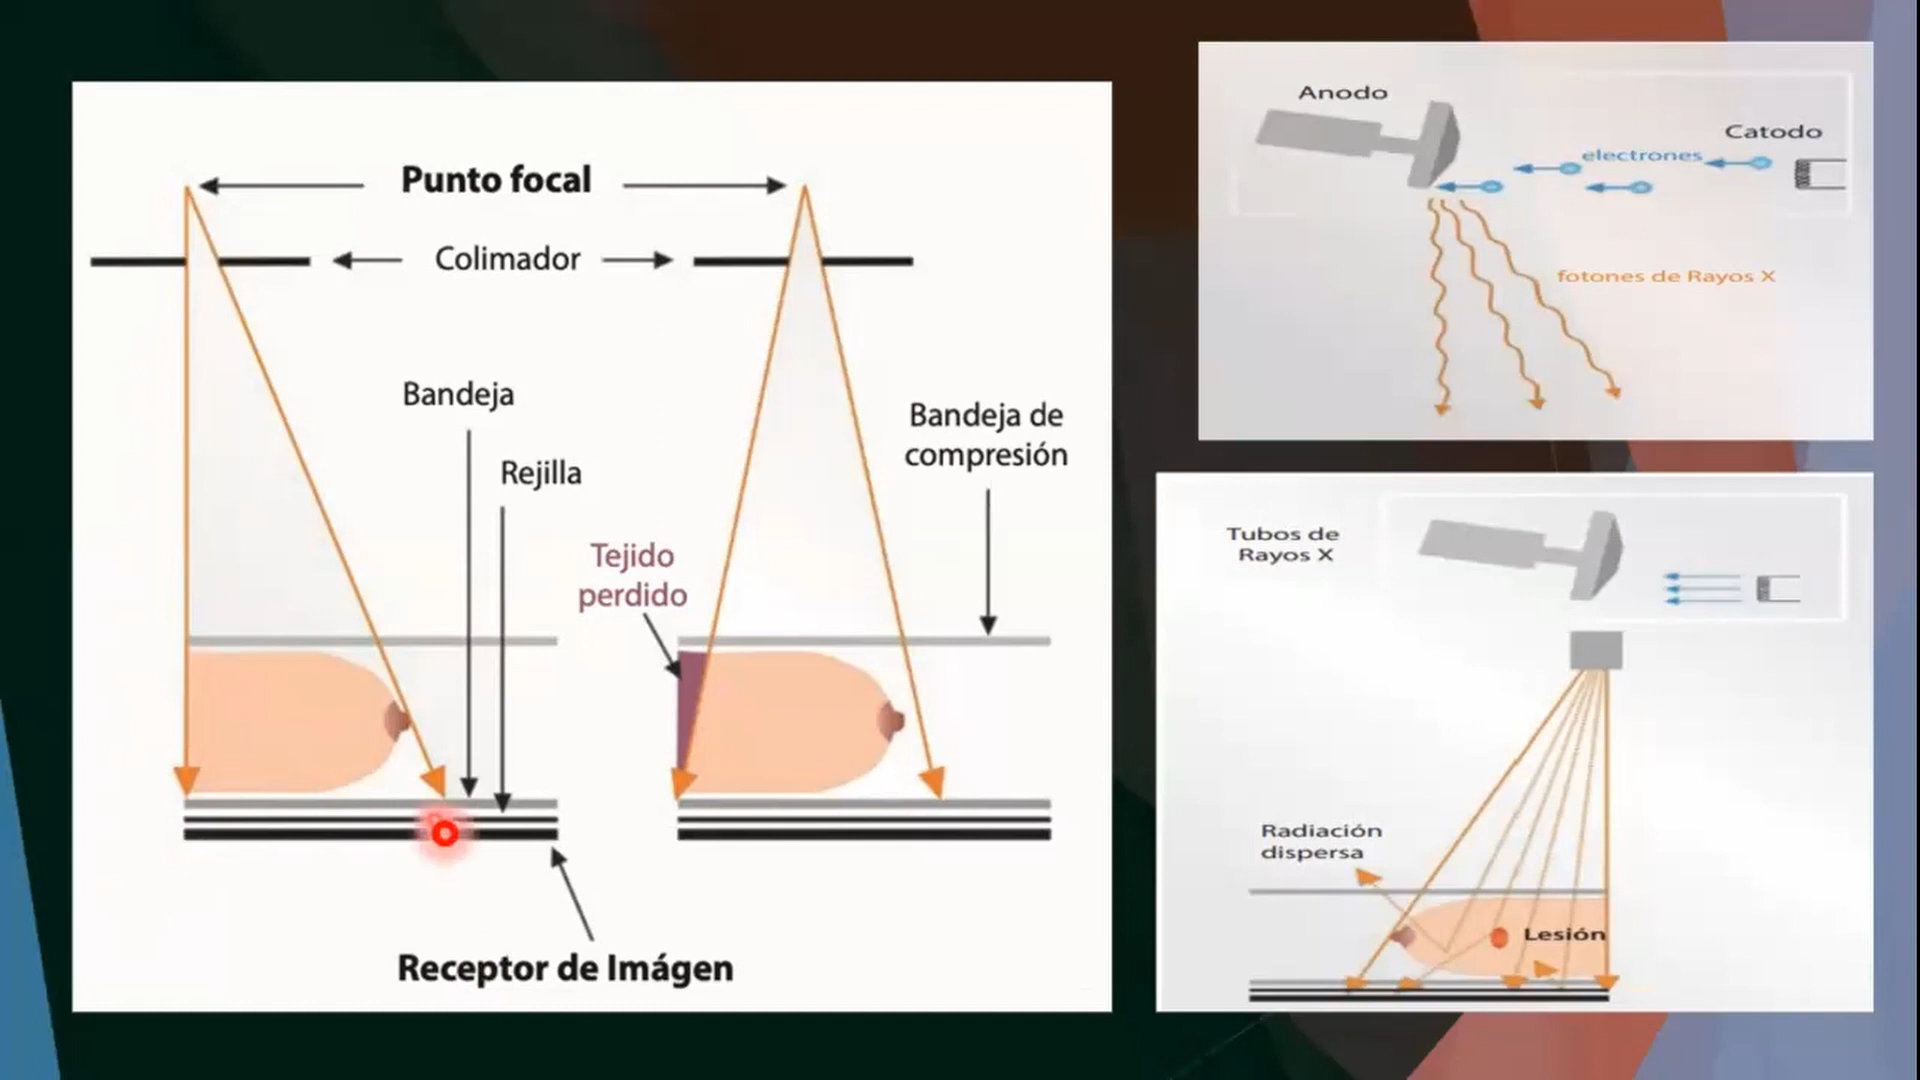 Punto focal
Colimador
Bandeja
Rejilla
Bandeja de
compresión
Tejido
perdido
Receptor de Imágen
Anodo
Catodo
electrones
fotones de Rayos X
Tubos de
Rayos X
Radiación
dispersa
Lesión